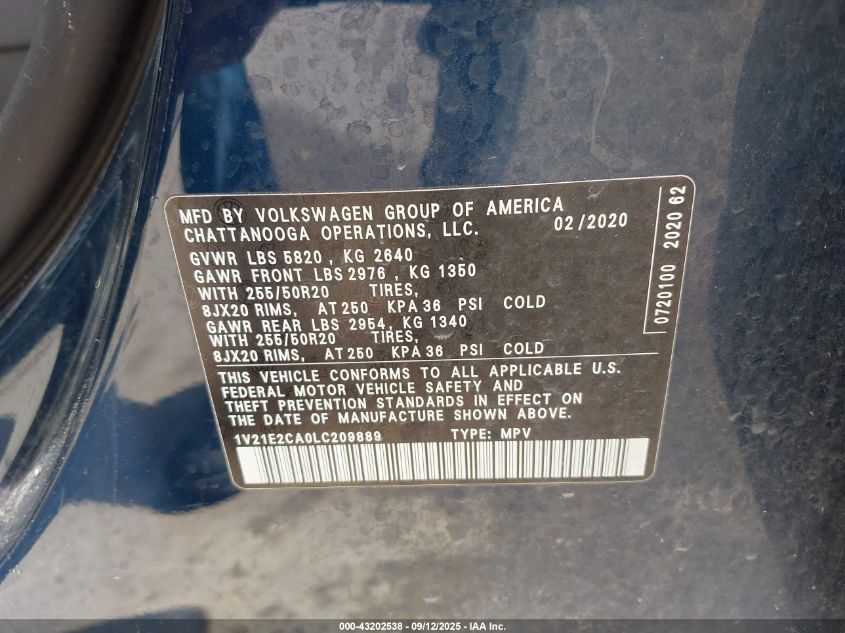 MFD BY VOLKSWAGEN GROUP OF AMERICA
CHATTANOOGA OPERATIONS, LLC. 02/2020
GVWR LBS 5820 , KG 2640
GAWR FRONT LBS 2976 , KG 1350
WITH 255/50R20 TIRES,
8JX20 RIMS, AT 250 KPA 36 PSI COLD
GAWR REAR LBS 2954, KG 1340
WITH 255/50R20 TIRES,
8JX20 RIMS, AT 250 KPA 36 PSI COLD
THIS VEHICLE CONFORMS TO ALL APPLICABLE U.S.
FEDERAL MOTOR VEHICLE SAFETY AND
THEFT PREVENTION STANDARDS IN EFFECT ON
THE DATE OF MANUFACTURE SHOWN ABOVE.
1V21E2CA0LC209889 TYPE: MPV
0720100 2020 62
000-43202538 - 09/12/2025 - IAA Inc.